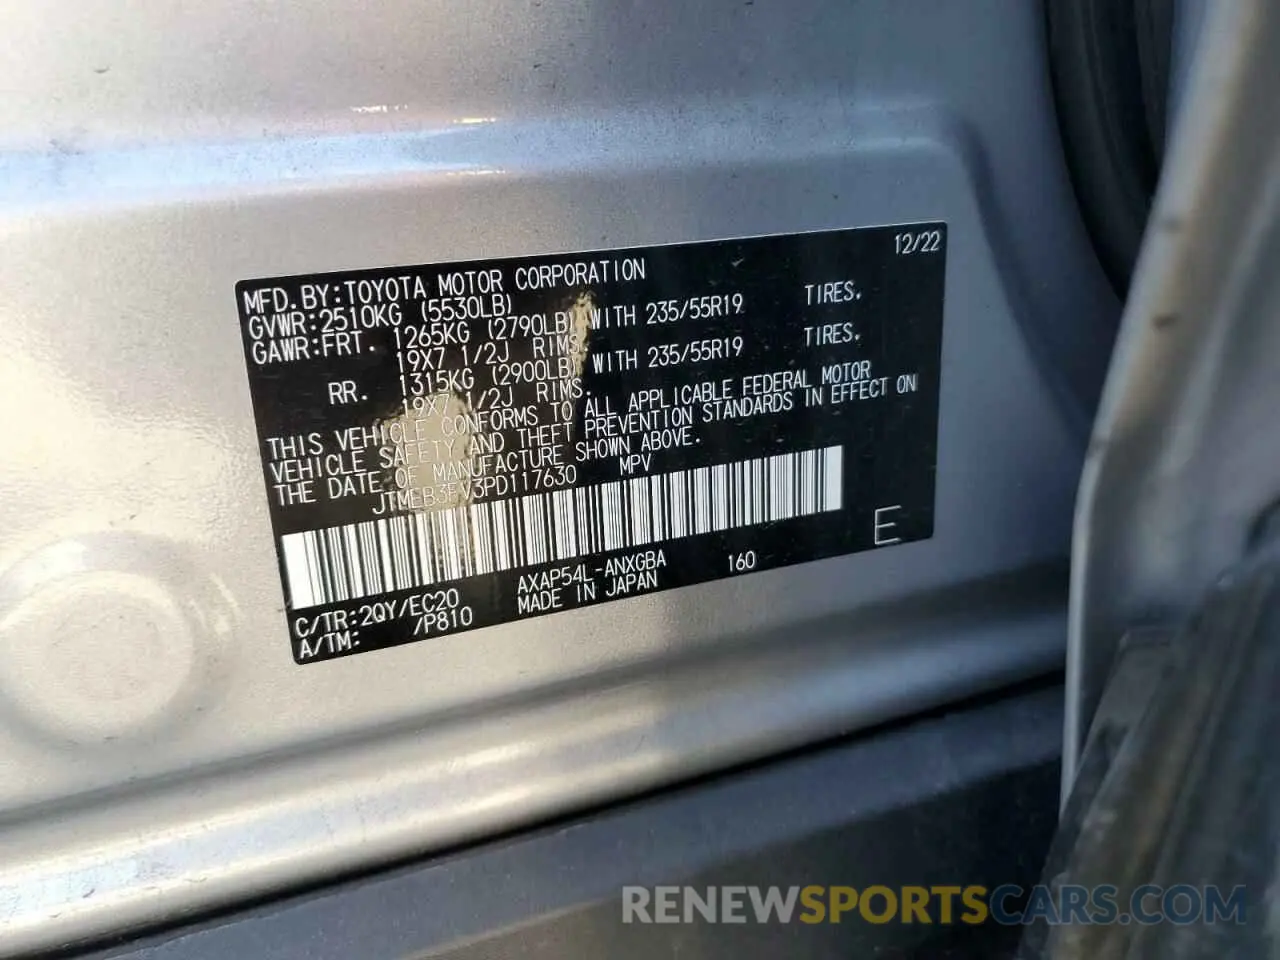 12/22
MFD.BY:TOYOTA MOTOR CORPORATION
GVWR:2510KG (5530LB)
GAWR:FRT. 1265KG (2790LB) WITH 235/55R19 TIRES.
19X7 1/2J RIMS.
RR. 1315KG (2900LB) WITH 235/55R19 TIRES.
19X7 1/2J RIMS.
THIS VEHICLE CONFORMS TO ALL APPLICABLE FEDERAL MOTOR
VEHICLE SAFETY AND THEFT PREVENTION STANDARDS IN EFFECT ON
THE DATE OF MANUFACTURE SHOWN ABOVE.
JTMEB3FV3PD117630 MPV
E
C/TR:2QY/EC20 AXAP54L-ANXGBA 160
A/TM: /P810 MADE IN JAPAN
RENEWSPORTSCARS.COM